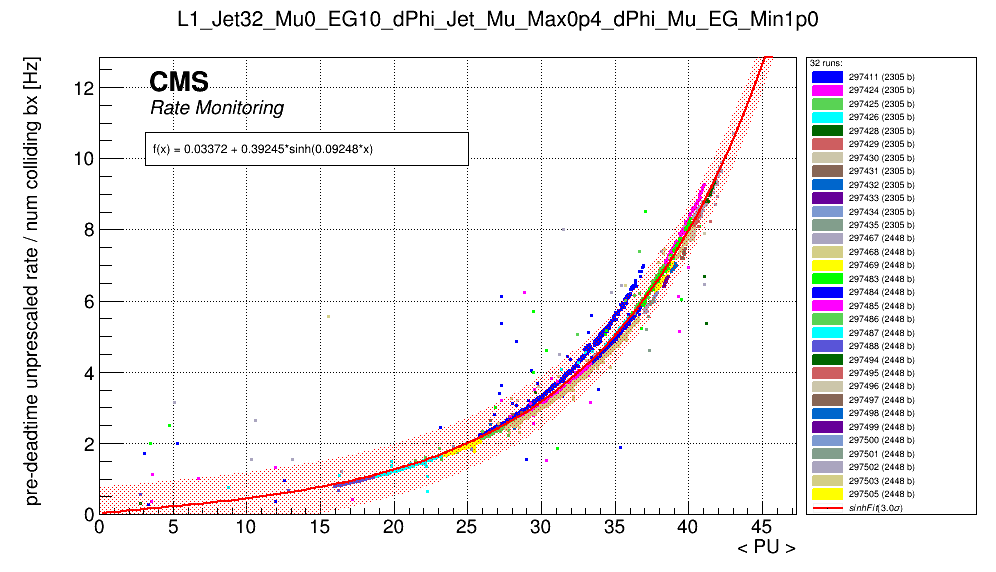 L1_Jet32_Mu0_EG10_dPhi_Jet_Mu_Max0p4_dPhi_Mu_EG_Min1p0
pre-deadtime unprescaled rate / num colliding bx [Hz]
12
10
8
6
4
2
0
CMS
Rate Monitoring
f(x) = 0.03372 + 0.39245*sinh(0.09248*x)
0 5 10 15 20 25 30 35 40 45
< PU >
32 runs:
297411 (2305 b)
297424 (2305 b)
297425 (2305 b)
297426 (2305 b)
297428 (2305 b)
297429 (2305 b)
297430 (2305 b)
297431 (2305 b)
297432 (2305 b)
297433 (2305 b)
297434 (2305 b)
297435 (2305 b)
297467 (2448 b)
297468 (2448 b)
297469 (2448 b)
297483 (2448 b)
297484 (2448 b)
297485 (2448 b)
297486 (2448 b)
297487 (2448 b)
297488 (2448 b)
297494 (2448 b)
297495 (2448 b)
297496 (2448 b)
297497 (2448 b)
297498 (2448 b)
297499 (2448 b)
297500 (2448 b)
297501 (2448 b)
297502 (2448 b)
297503 (2448 b)
297505 (2448 b)
sinhFit(3.0σ)